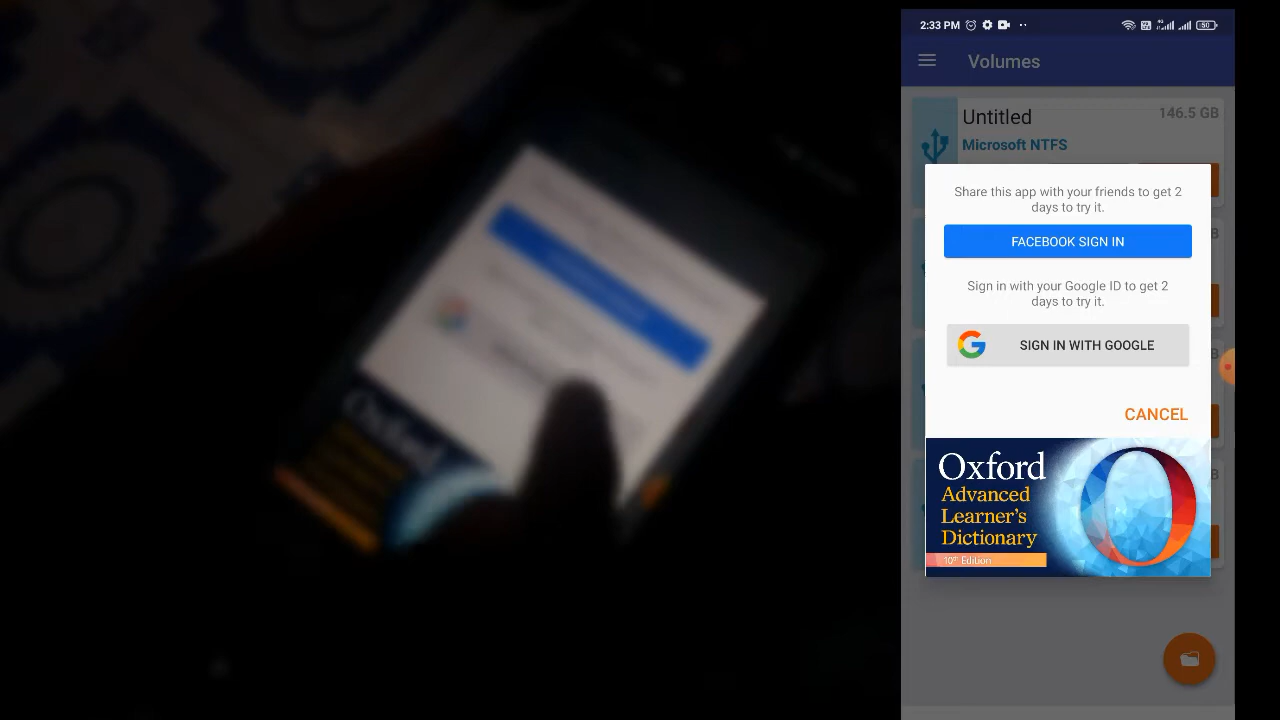 2:33 PM
50
Volumes
Untitled
146.5 GB
Microsoft NTFS
Share this app with your friends to get 2
days to try it.
FACEBOOK SIGN IN
Sign in with your Google ID to get 2
days to try it.
SIGN IN WITH GOOGLE
CANCEL
Oxford
Advanced
Learner's
Dictionary
10th Edition
Oxford